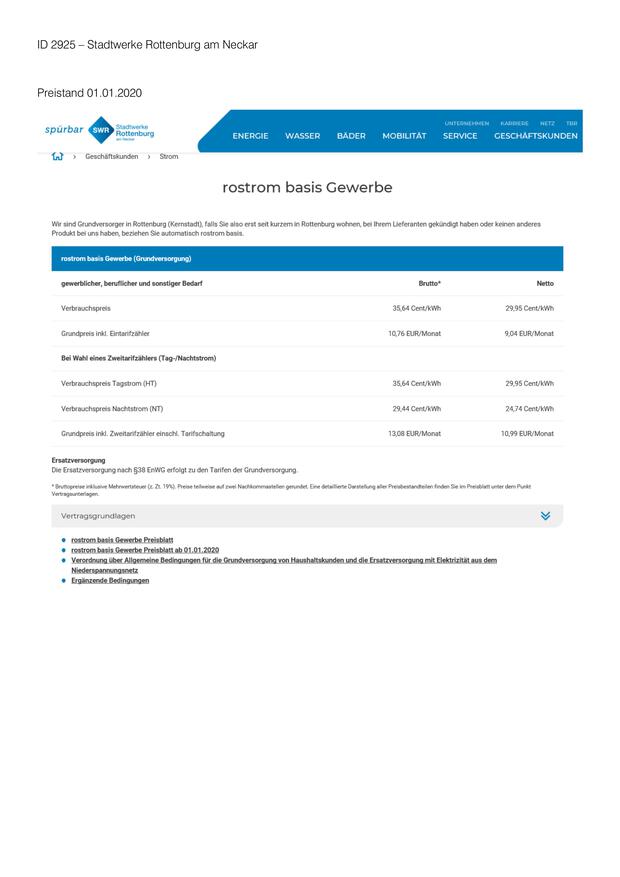 ID 2925 – Stadtwerke Rottenburg am Neckar
Preistand 01.01.2020
UNTERNEHMEN KARRIERE NETZ TBR
spürbar SWR Stadtwerke
Rottenburg
am Neckar
ENERGIE WASSER BÄDER MOBILITÄT SERVICE GESCHÄFTSKUNDEN
Geschäftskunden › Strom
rostrom basis Gewerbe
Wir sind Grundversorger in Rottenburg (Kernstadt), falls Sie also erst seit kurzem in Rottenburg wohnen, bei Ihrem Lieferanten gekündigt haben oder keinen anderes
Produkt bei uns haben, beziehen Sie automatisch rostrom basis.
rostrom basis Gewerbe (Grundversorgung)
gewerblicher, beruflicher und sonstiger Bedarf Brutto* Netto
Verbrauchspreis 35,64 Cent/kWh 29,95 Cent/kWh
Grundpreis inkl. Eintarifzähler 10,76 EUR/Monat 9,04 EUR/Monat
Bei Wahl eines Zweitarifzählers (Tag-/Nachtstrom)
Verbrauchspreis Tagstrom (HT) 35,64 Cent/kWh 29,95 Cent/kWh
Verbrauchspreis Nachtstrom (NT) 29,44 Cent/kWh 24,74 Cent/kWh
Grundpreis inkl. Zweitarifzähler einschl. Tarifschaltung 13,08 EUR/Monat 10,99 EUR/Monat
Ersatzversorgung
Die Ersatzversorgung nach §38 EnWG erfolgt zu den Tarifen der Grundversorgung.
* Bruttopreise inklusive Mehrwertsteuer (z. Zt. 19%). Preise teilweise auf zwei Nachkommastellen gerundet. Eine detaillierte Darstellung aller Preisbestandteilen finden Sie im Preisblatt unter dem Punkt
Vertragsunterlagen.
Vertragsgrundlagen
rostrom basis Gewerbe Preisblatt
rostrom basis Gewerbe Preisblatt ab 01.01.2020
Verordnung über Allgemeine Bedingungen für die Grundversorgung von Haushaltskunden und die Ersatzversorgung mit Elektrizität aus dem
Niederspannungsnetz
Ergänzende Bedingungen